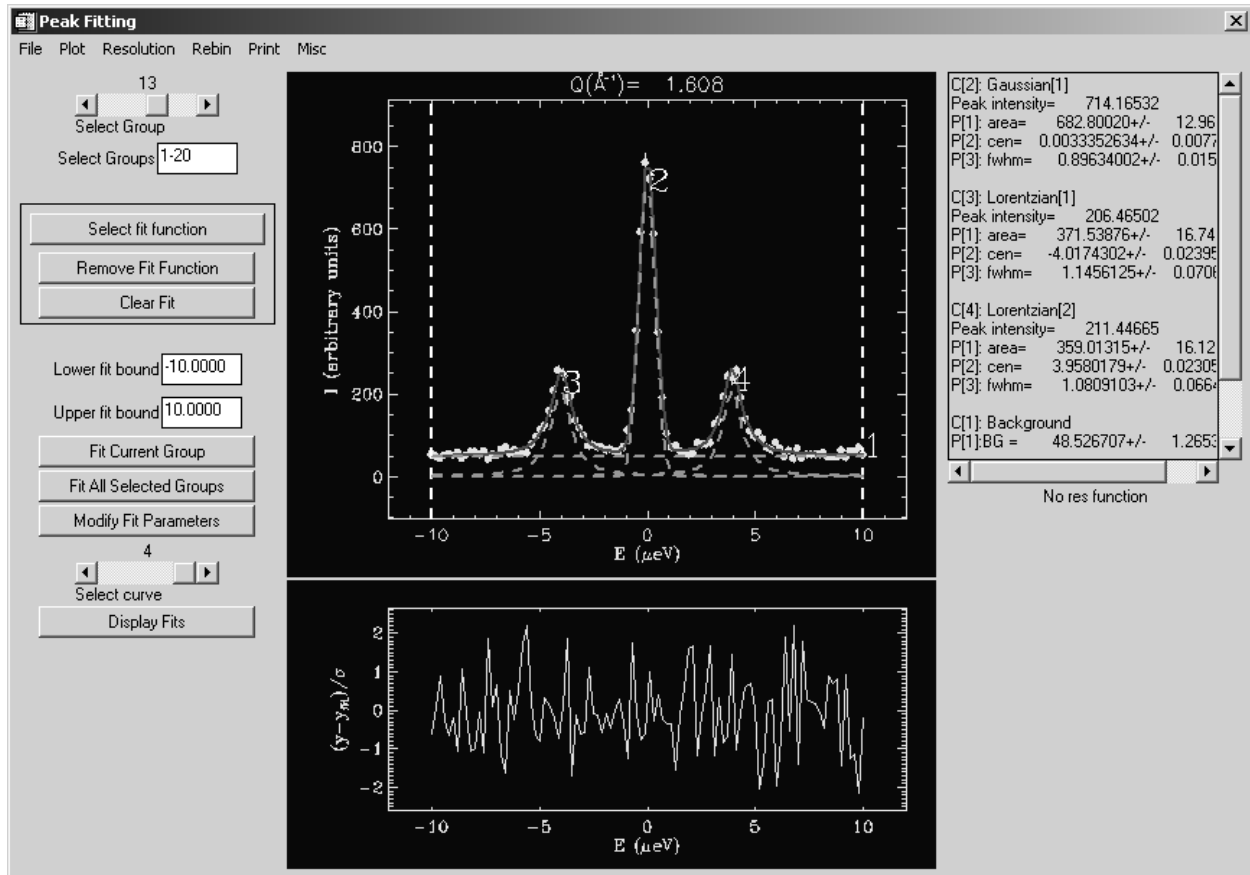 Peak Fitting
File Plot Resolution Rebin Print Misc
13
Select Group
Select Groups 1-20
Select fit function
Remove Fit Function
Clear Fit
Lower fit bound -10.0000
Upper fit bound 10.0000
Fit Current Group
Fit All Selected Groups
Modify Fit Parameters
4
Select curve
Display Fits
Q(Å⁻¹)= 1.608
800
600
400
200
0
I (arbitrary units)
2
3
4
1
-10 -5 0 5 10
E (μeV)
2
1
0
-1
-2
(y-yM)/σ
-10 -5 0 5 10
E (μeV)
C[2]: Gaussian[1]
Peak intensity= 714.16532
P[1]: area= 682.80020+/- 12.96
P[2]: cen= 0.0033352634+/- 0.0077
P[3]: fwhm= 0.89634002+/- 0.015
C[3]: Lorentzian[1]
Peak intensity= 206.46502
P[1]: area= 371.53876+/- 16.74
P[2]: cen= -4.0174302+/- 0.02395
P[3]: fwhm= 1.1456125+/- 0.0706
C[4]: Lorentzian[2]
Peak intensity= 211.44665
P[1]: area= 359.01315+/- 16.12
P[2]: cen= 3.9580179+/- 0.02305
P[3]: fwhm= 1.0809103+/- 0.0664
C[1]: Background
P[1]:BG = 48.526707+/- 1.2653
No res function